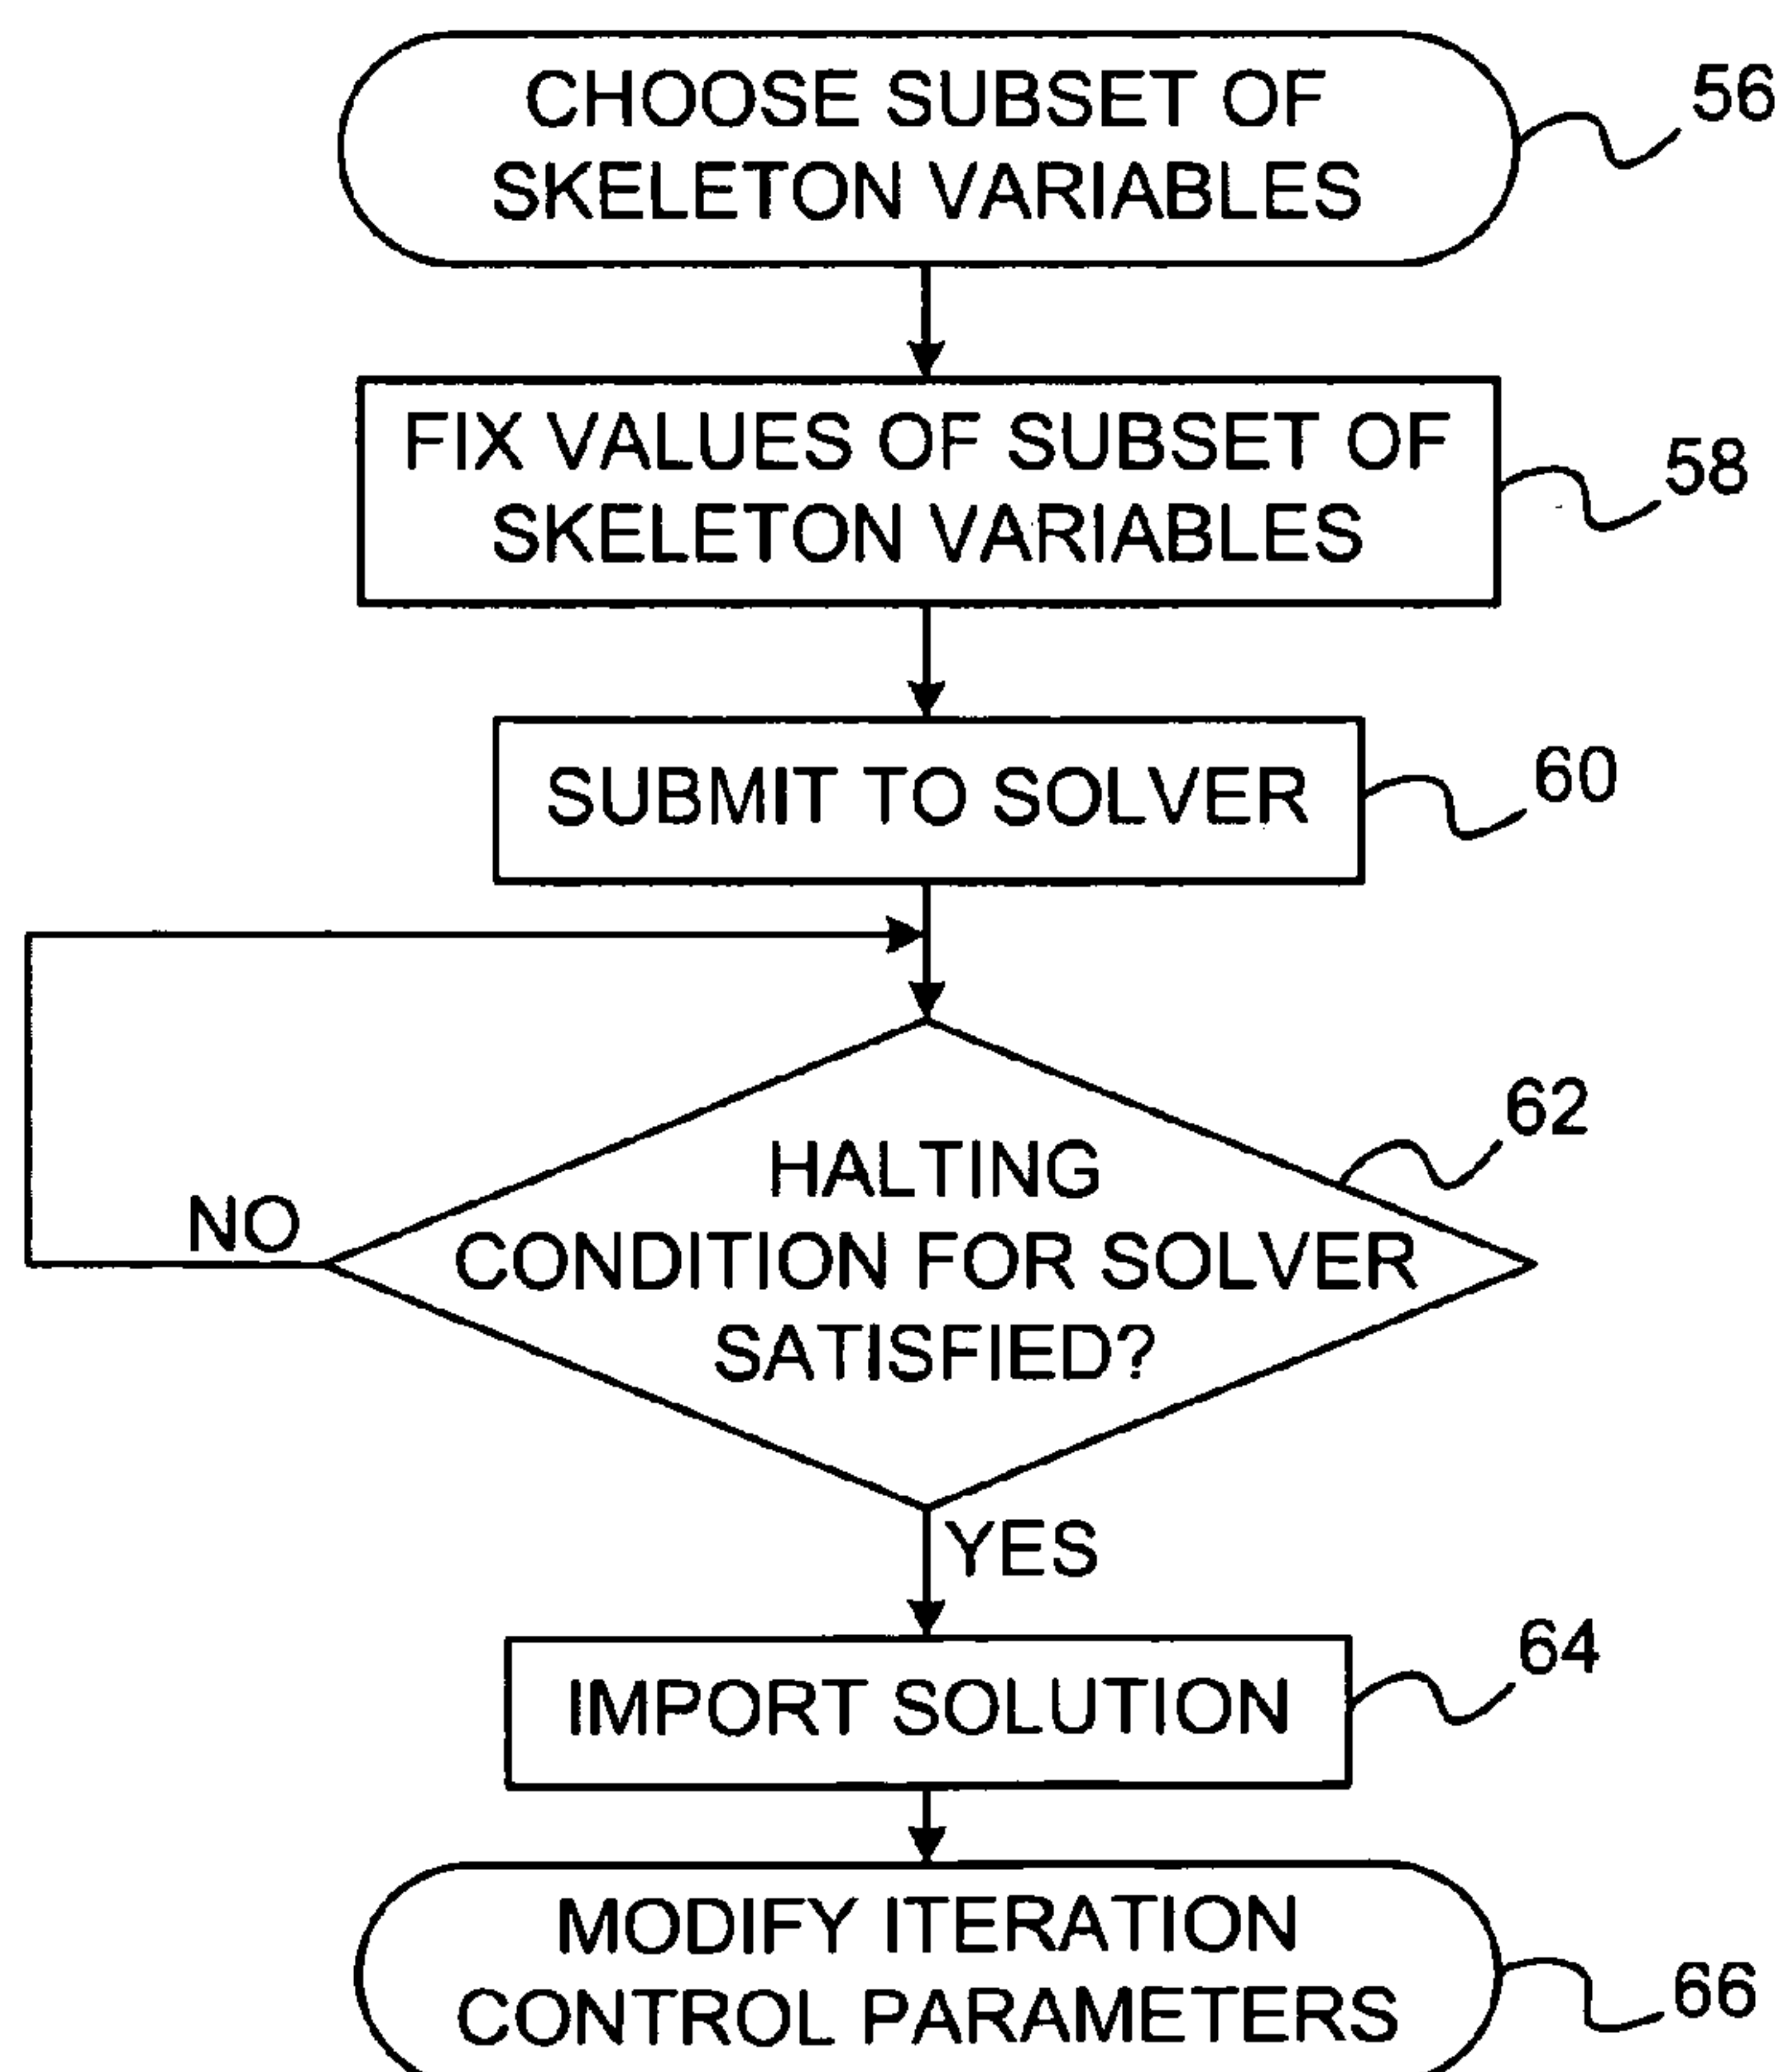 CHOOSE SUBSET OF
SKELETON VARIABLES
56
FIX VALUES OF SUBSET OF
SKELETON VARIABLES
58
SUBMIT TO SOLVER
60
HALTING
CONDITION FOR SOLVER
SATISFIED?
62
NO
YES
IMPORT SOLUTION
64
MODIFY ITERATION
CONTROL PARAMETERS
66